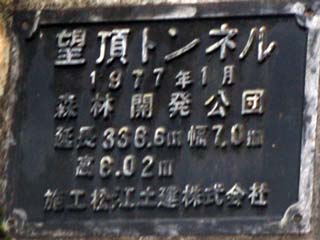 望頂トンネル
1977年1月
森林開発公団
延長336.6m幅7.0m
高6.02m
施工松江土建株式会社